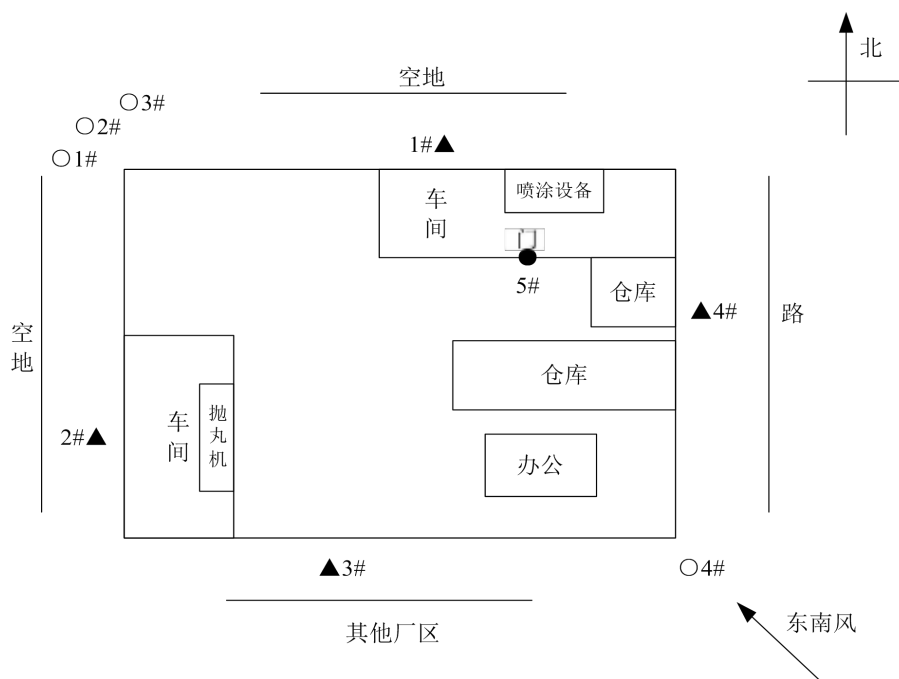 北
空地
○3#
○2#
○1#
1#▲
喷涂设备
车间
门
5#
仓库
▲4#
路
空地
仓库
抛丸机
车间
2#▲
办公
▲3#
○4#
其他厂区
东南风